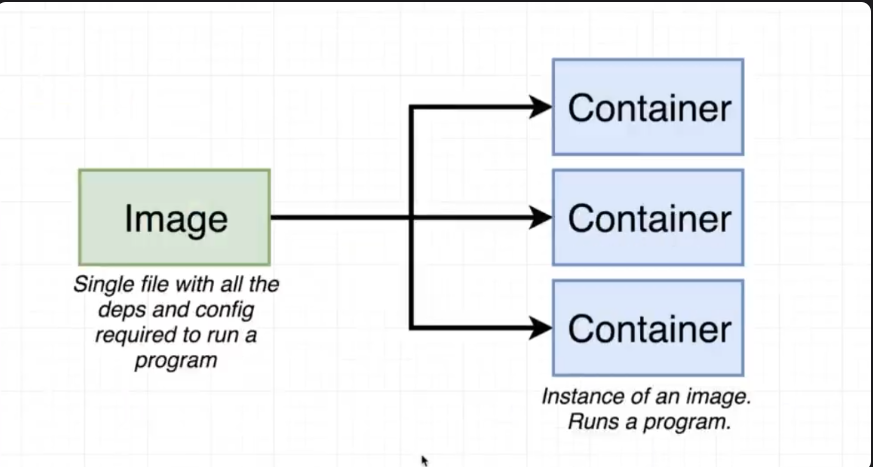 Container
Image
Container
Single file with all the
deps and config
required to run a
program
Container
Instance of an image.
Runs a program.